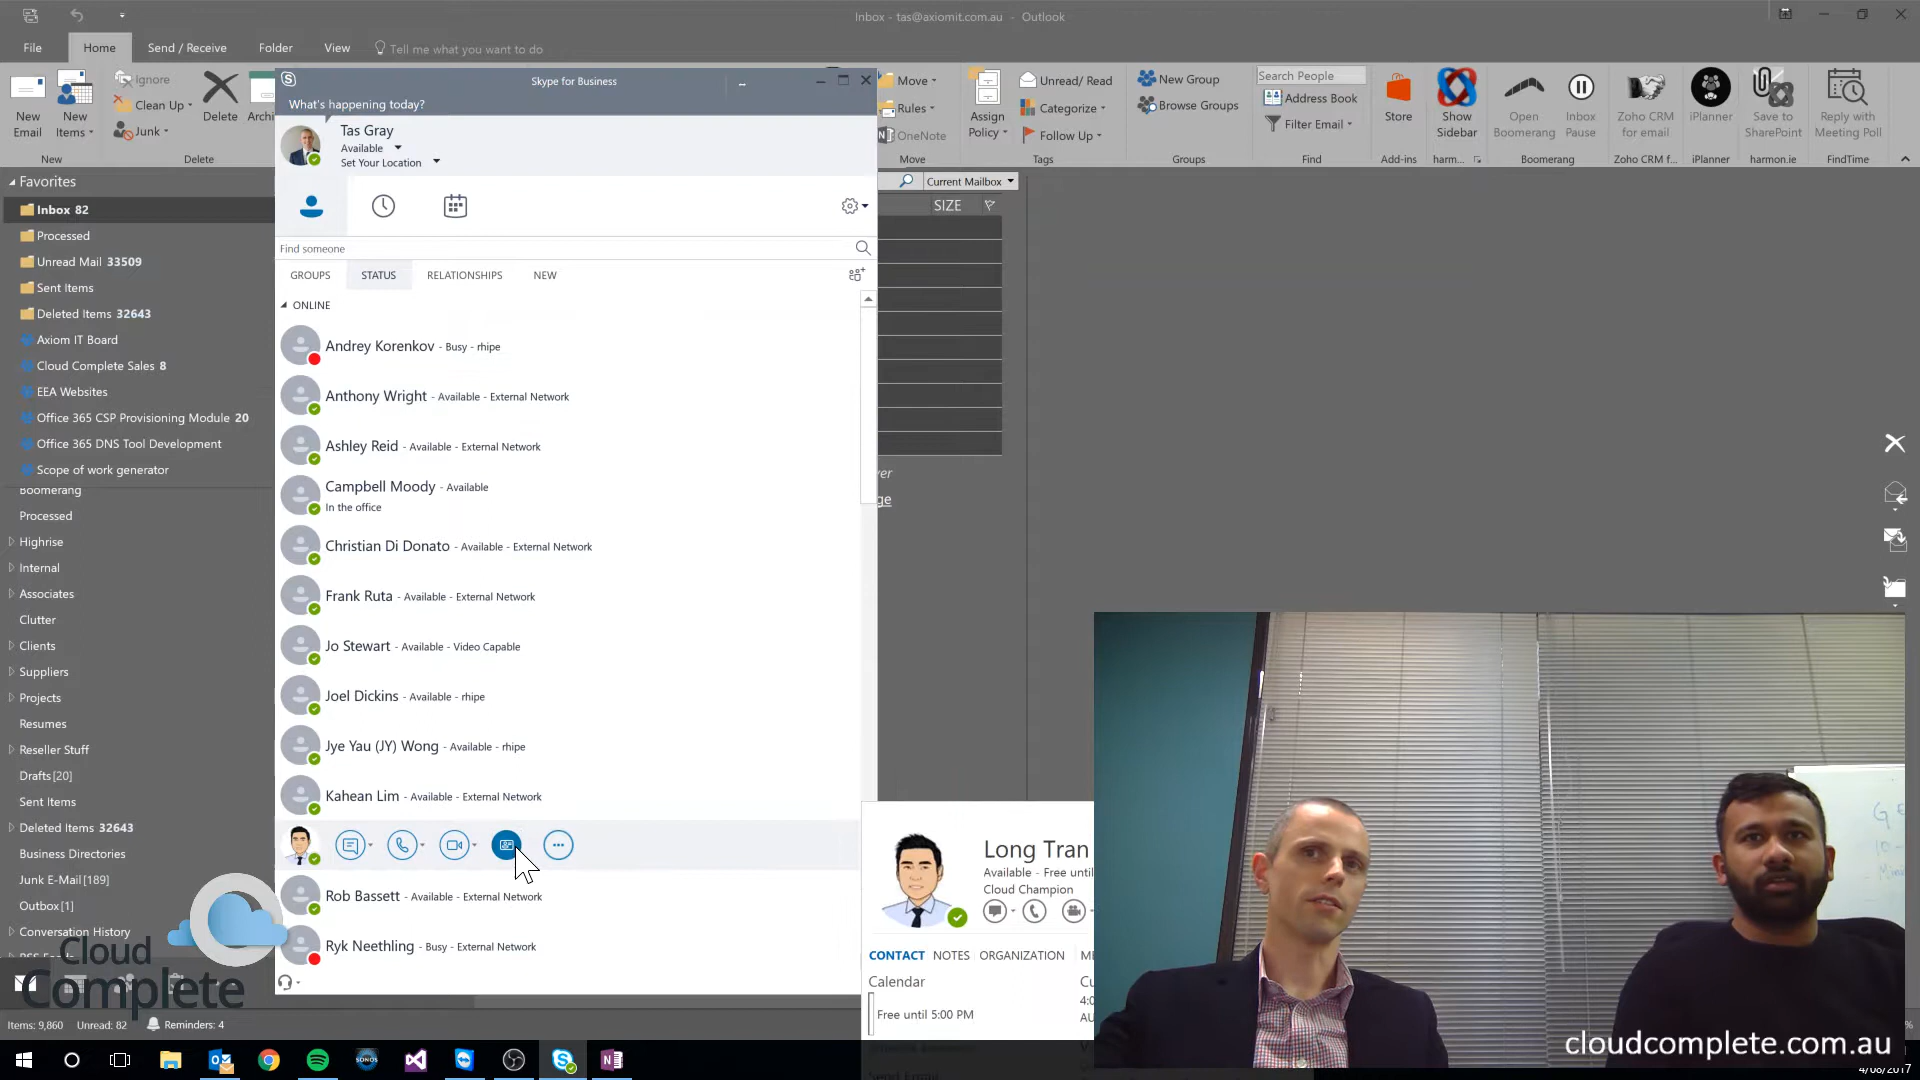 Inbox - tas@axiomit.com.au - Outlook
File
Home
Send / Receive
Folder
View
Tell me what you want to do
New
Email
New
Items
New
Ignore
Clean Up
Junk
Delete
Delete
Skype for Business
What's happening today?
Tas Gray
Available
Set Your Location
Find someone
GROUPS
STATUS
RELATIONSHIPS
NEW
ONLINE
Andrey Korenkov - Busy - rhipe
Anthony Wright - Available - External Network
Ashley Reid - Available - External Network
Campbell Moody - Available
In the office
Christian Di Donato - Available - External Network
Frank Ruta - Available - External Network
Jo Stewart - Available - Video Capable
Joel Dickins - Available - rhipe
Jye Yau (JY) Wong - Available - rhipe
Kahean Lim - Available - External Network
Rob Bassett - Available - External Network
Ryk Neethling - Busy - External Network
Move
Rules
OneNote
Move
Assign
Policy
Unread/ Read
Categorize
Follow Up
Tags
New Group
Browse Groups
Groups
Search People
Address Book
Filter Email
Find
Store
Add-ins
Show
Sidebar
harm...
Open
Boomerang
Inbox
Pause
Boomerang
Zoho CRM
for email
Zoho CRM f...
iPlanner
iPlanner
Save to
SharePoint
harmon.ie
Reply with
Meeting Poll
FindTime
Current Mailbox
SIZE
Favorites
Inbox 82
Processed
Unread Mail 33509
Sent Items
Deleted Items 32643
Axiom IT Board
Cloud Complete Sales 8
EEA Websites
Office 365 CSP Provisioning Module 20
Office 365 DNS Tool Development
Scope of work generator
Boomerang
Processed
Highrise
Internal
Associates
Clutter
Clients
Suppliers
Projects
Resumes
Reseller Stuff
Drafts [20]
Sent Items
Deleted Items 32643
Business Directories
Junk E-Mail [189]
Outbox [1]
Conversation History
Cloud
Complete
Items: 9,860
Unread: 82
Reminders: 4
Long Tran
Available - Free until
Cloud Champion
CONTACT
NOTES
ORGANIZATION
Calendar
Free until 5:00 PM
SONOS
cloudcomplete.com.au
4/08/2017